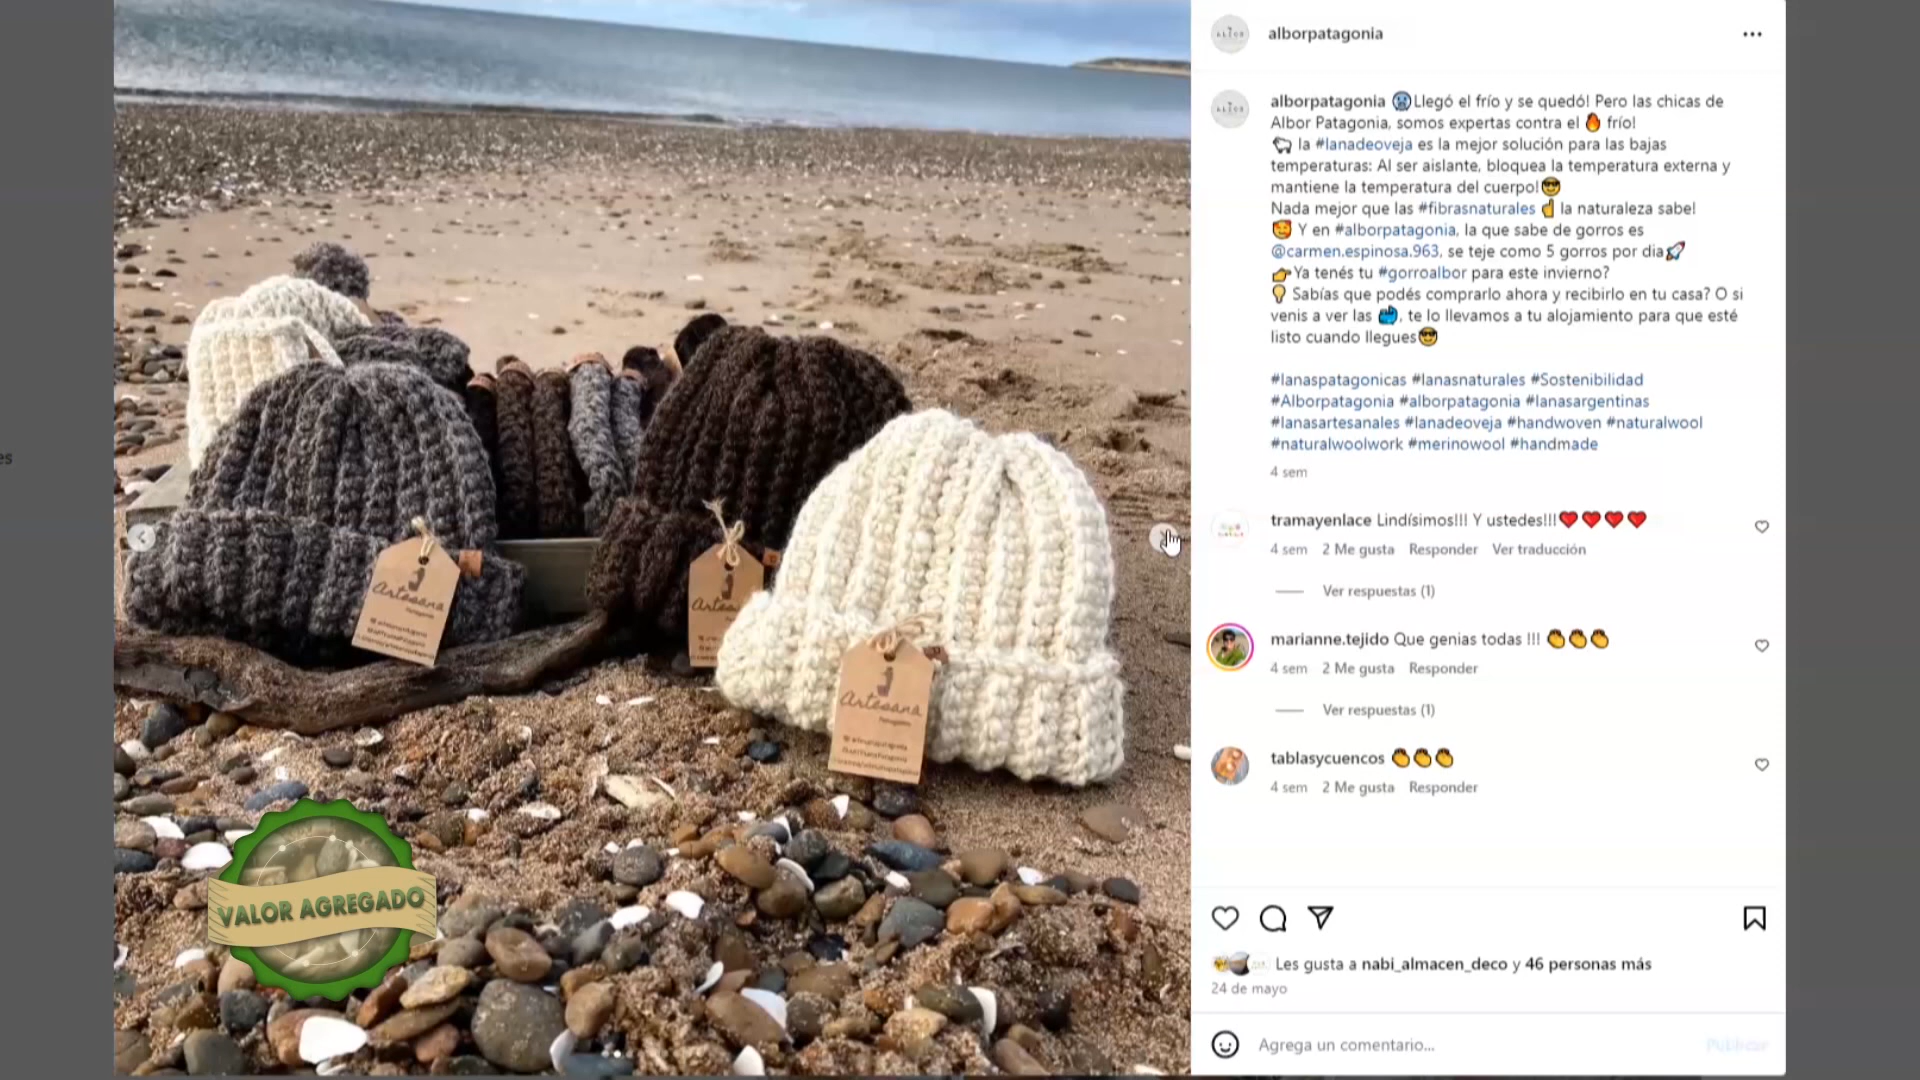 alborpatagonia
alborpatagonia Llegó el frío y se quedó! Pero las chicas de
Albor Patagonia, somos expertas contra el frío!
la #lanadeoveja es la mejor solución para las bajas
temperaturas: Al ser aislante, bloquea la temperatura externa y
mantiene la temperatura del cuerpo!
Nada mejor que las #fibrasnaturales la naturaleza sabe!
Y en #alborpatagonia, la que sabe de gorros es
@carmen.espinosa.963, se teje como 5 gorros por dia
Ya tenés tu #gorroalbor para este invierno?
Sabías que podés comprarlo ahora y recibirlo en tu casa? O si
venis a ver las , te lo llevamos a tu alojamiento para que esté
listo cuando llegues
#lanaspatagonicas #lanasnaturales #Sostenibilidad
#Alborpatagonia #alborpatagonia #lanasargentinas
#lanasartesanales #lanadeoveja #handwoven #naturalwool
#naturalwoolwork #merinowool #handmade
4 sem
tramayenlace Lindísimos!!! Y ustedes!!!
4 sem 2 Me gusta Responder Ver traducción
Ver respuestas (1)
marianne.tejido Que genias todas !!!
4 sem 2 Me gusta Responder
Ver respuestas (1)
tablasycuencos
4 sem 2 Me gusta Responder
Les gusta a nabi_almacen_deco y 46 personas más
24 de mayo
Agrega un comentario...
Publicar
es
Artesana
Artesana
Artesana
VALOR AGREGADO